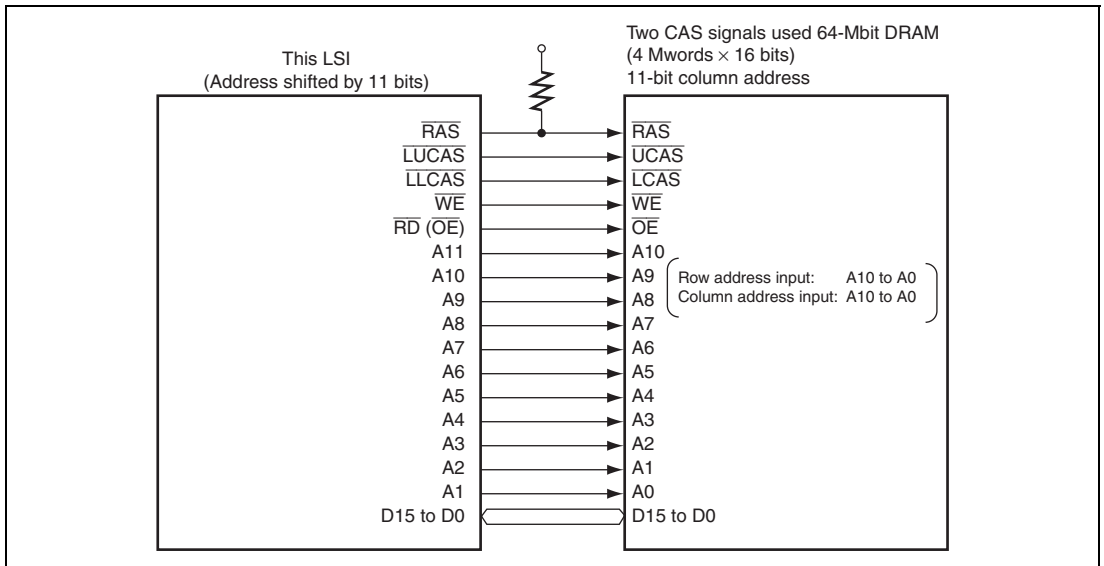 Two CAS signals used 64-Mbit DRAM
(4 Mwords × 16 bits)
11-bit column address
This LSI
(Address shifted by 11 bits)
RAS RAS
LUCAS UCAS
LLCAS LCAS
WE WE
RD (OE) OE
A11 A10
A10 A9 Row address input: A10 to A0
A9 A8 Column address input: A10 to A0
A8 A7
A7 A6
A6 A5
A5 A4
A4 A3
A3 A2
A2 A1
A1 A0
D15 to D0 D15 to D0